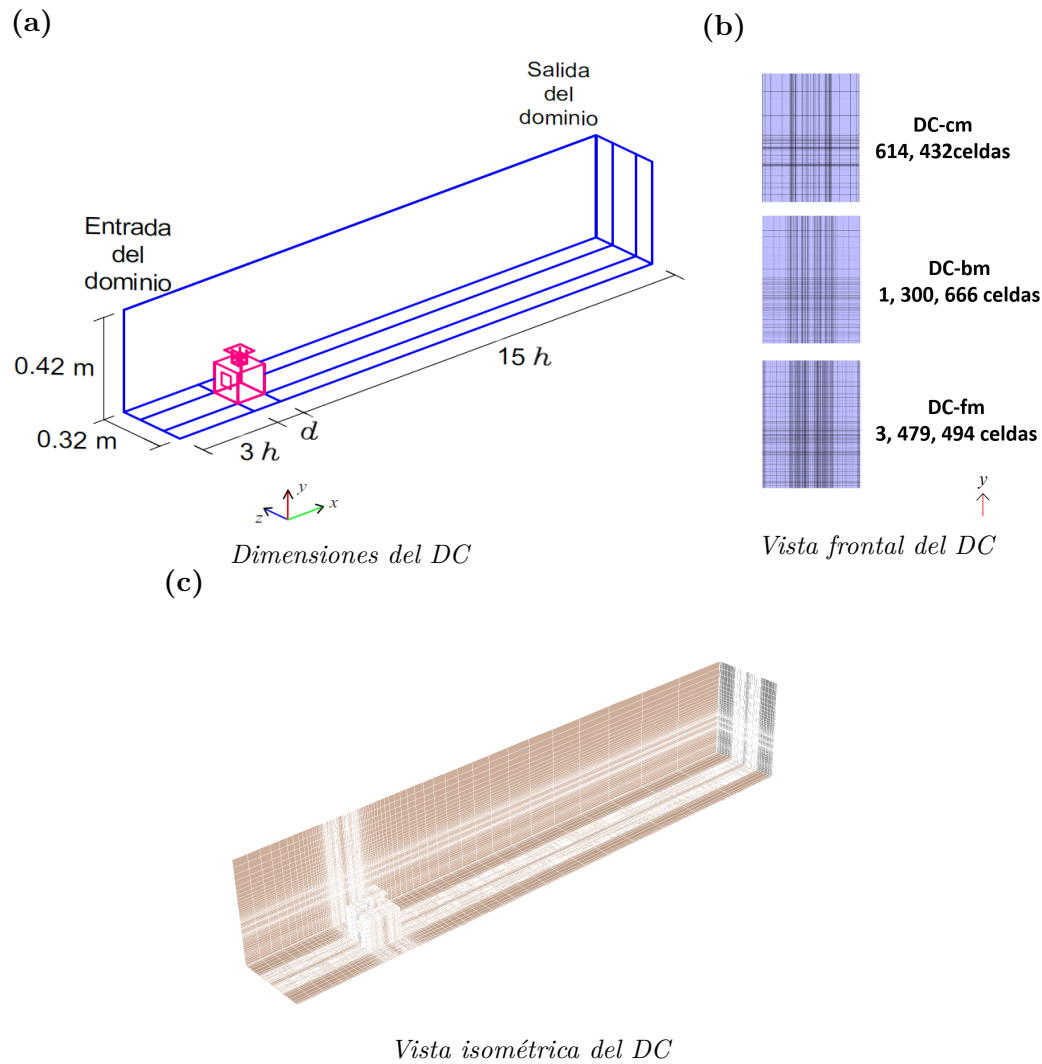 (a)
Salida
del
dominio
Entrada
del
dominio
0.42 m
0.32 m
3 h
d
15 h
y
z
x
Dimensiones del DC
(b)
DC-cm
614, 432celdas
DC-bm
1, 300, 666 celdas
DC-fm
3, 479, 494 celdas
y
Vista frontal del DC
(c)
Vista isométrica del DC